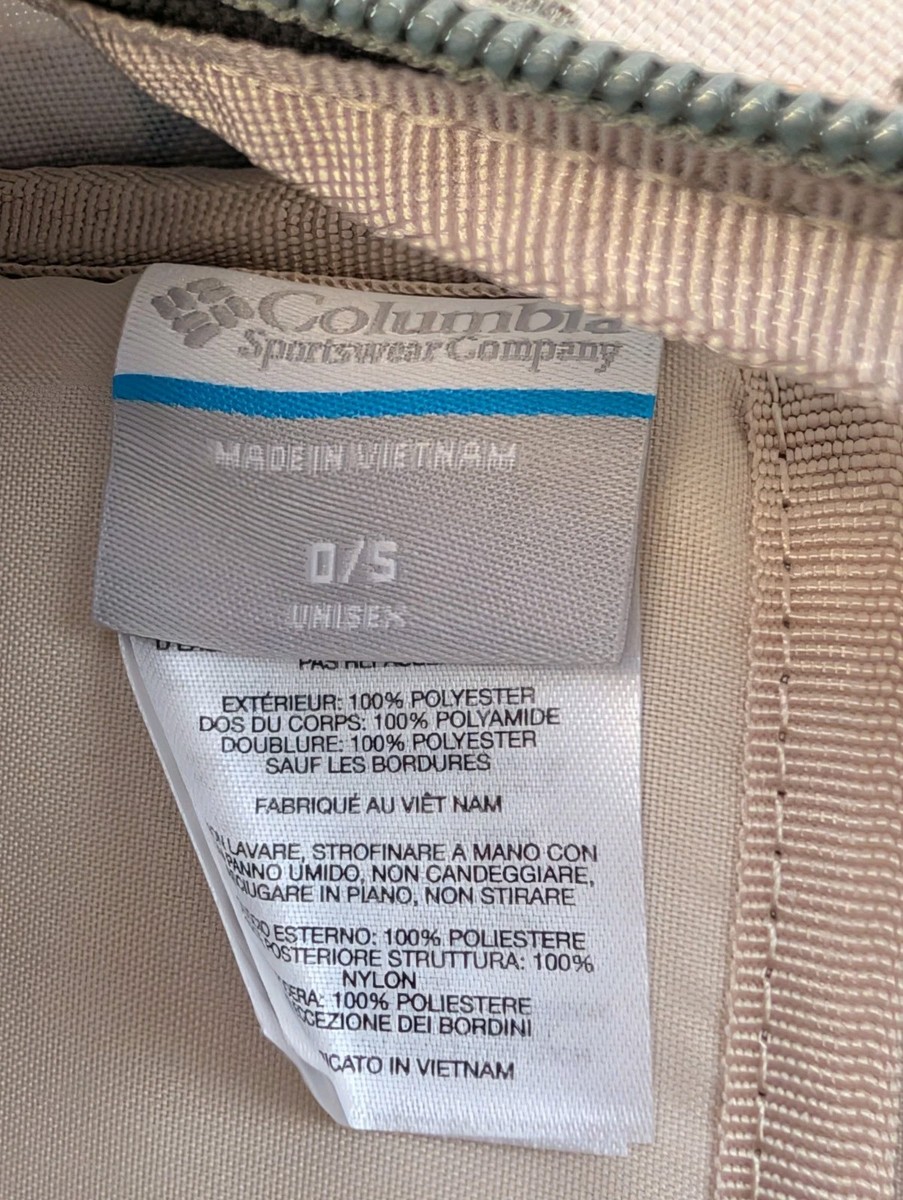 Columbia
Sportswear Company
MADE IN VIETNAM
O/S
UNISEX
EXTÉRIEUR: 100% POLYESTER
DOS DU CORPS: 100% POLYAMIDE
DOUBLURE: 100% POLYESTER
SAUF LES BORDURES
FABRIQUÉ AU VIÊT NAM
LAVARE, STROFINARE A MANO CON
PANNO UMIDO, NON CANDEGGIARE,
IN PIANO, NON STIRARE
ESTERNO: 100% POLIESTERE
POSTERIORE STRUTTURA: 100%
NYLON
100% POLIESTERE
DEI BORDINI
IN VIETNAM